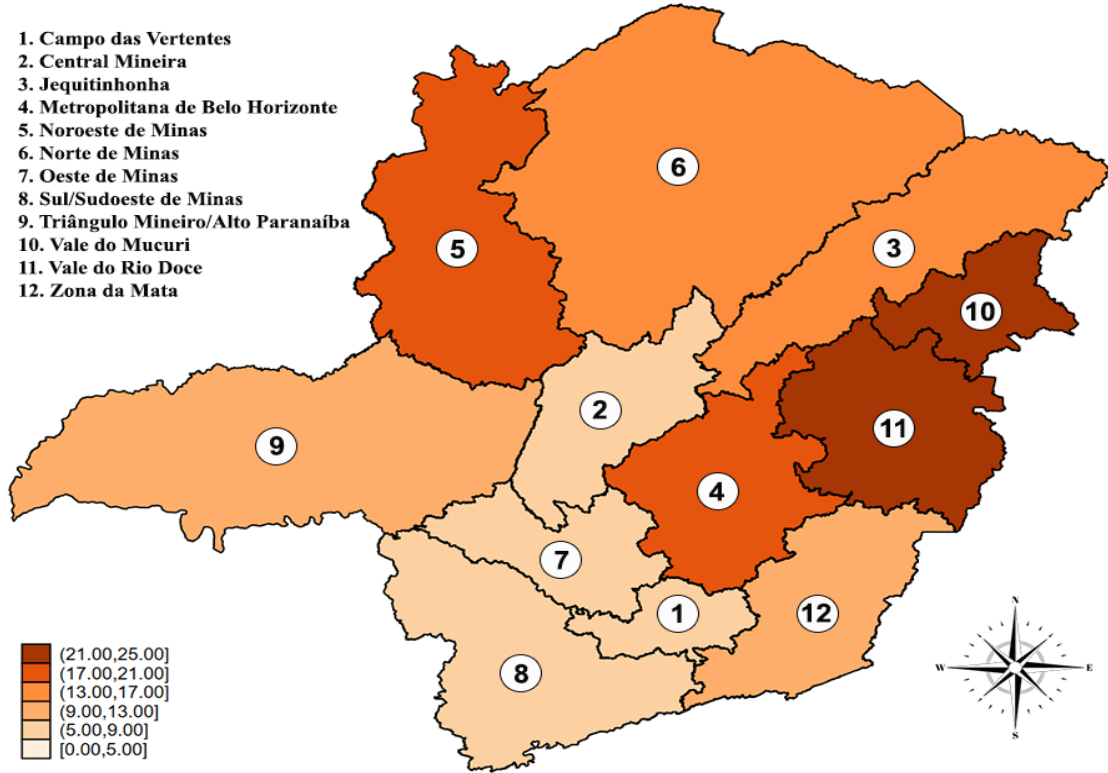 1. Campo das Vertentes
2. Central Mineira
3. Jequitinhonha
4. Metropolitana de Belo Horizonte
5. Noroeste de Minas
6. Norte de Minas
7. Oeste de Minas
8. Sul/Sudoeste de Minas
9. Triângulo Mineiro/Alto Paranaíba
10. Vale do Mucuri
11. Vale do Rio Doce
12. Zona da Mata
6
5
3
10
2
11
9
4
7
1
12
8
(21.00,25.00]
(17.00,21.00]
(13.00,17.00]
(9.00,13.00]
(5.00,9.00]
[0.00,5.00]
N
W
E
S